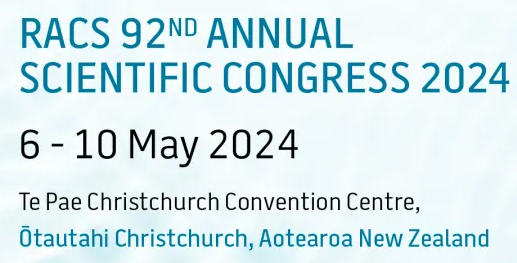 RACS 92ND ANNUAL
SCIENTIFIC CONGRESS 2024
6 - 10 May 2024
Te Pae Christchurch Convention Centre,
Ōtautahi Christchurch, Aotearoa New Zealand